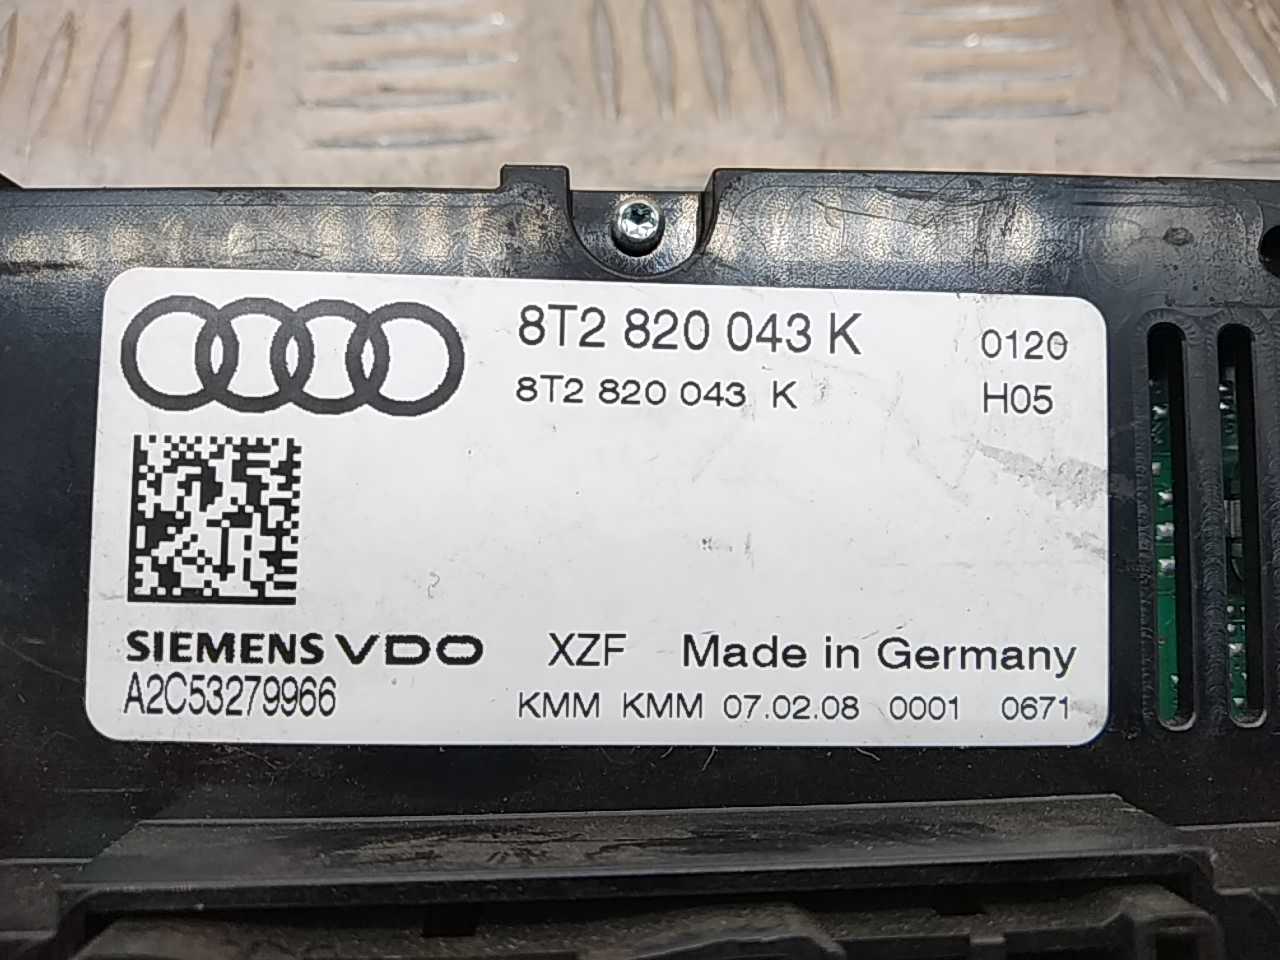 8T2 820 043 K 0120
8T2 820 043 K H05
SIEMENS VDO XZF Made in Germany
A2C53279966 KMM KMM 07.02.08 0001 0671